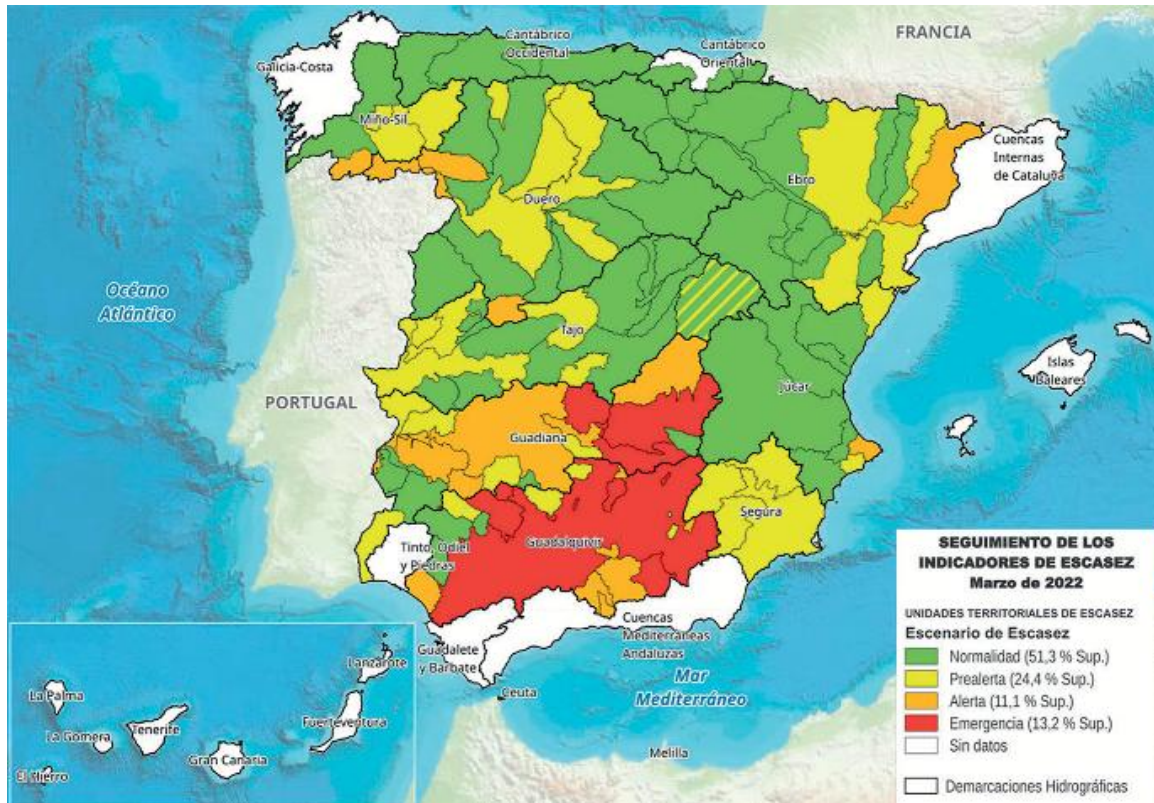 FRANCIA
Cantábrico
Occidental
Cantábrico
Oriental
Galicia-Costa
Miño-Sil
Cuencas
Internas
de Cataluña
Ebro
Duero
Océano
Atlántico
Tajo
Islas
Baleares
Júcar
PORTUGAL
Guadiana
Segura
Guadalquivir
Tinto, Odiel
y Piedras
Cuencas
Mediterráneas
Andaluzas
Guadalete
y Barbate
Mar
Mediterráneo
Ceuta
Melilla
Lanzarote
La Palma
Fuerteventura
Tenerife
La Gomera
Gran Canaria
El Hierro
SEGUIMIENTO DE LOS
INDICADORES DE ESCASEZ
Marzo de 2022
UNIDADES TERRITORIALES DE ESCASEZ
Escenario de Escasez
Normalidad (51,3 % Sup.)
Prealerta (24,4 % Sup.)
Alerta (11,1 % Sup.)
Emergencia (13,2 % Sup.)
Sin datos
Demarcaciones Hidrográficas